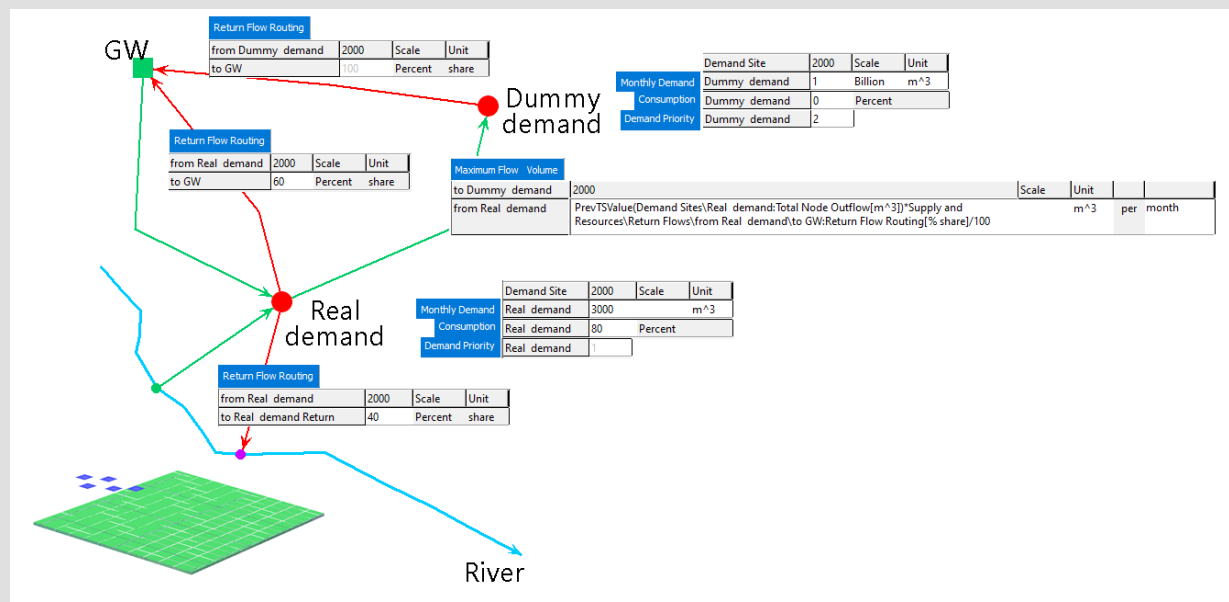 Return Flow Routing
from Dummy demand 2000 Scale Unit
to GW 100 Percent share
GW
Demand Site 2000 Scale Unit
Monthly Demand Dummy demand 1 Billion m^3
Consumption Dummy demand 0 Percent
Demand Priority Dummy demand 2
Dummy
demand
Return Flow Routing
from Real demand 2000 Scale Unit
to GW 60 Percent share
Maximum Flow Volume
to Dummy demand 2000 Scale Unit
from Real demand PrevTSValue(Demand Sites\Real demand:Total Node Outflow[m^3])*Supply and m^3 per month
Resources\Return Flows\from Real demand\to GW:Return Flow Routing[% share]/100
Demand Site 2000 Scale Unit
Monthly Demand Real demand 3000 m^3
Consumption Real demand 80 Percent
Demand Priority Real demand 1
Real
demand
Return Flow Routing
from Real demand 2000 Scale Unit
to Real demand Return 40 Percent share
River